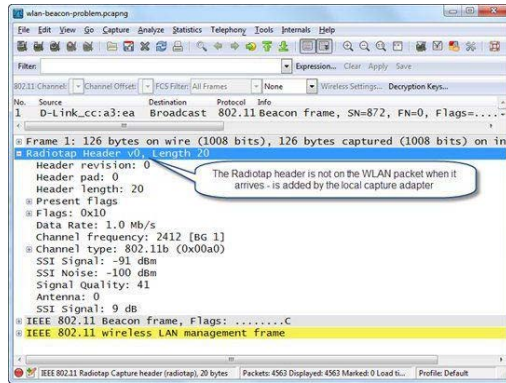 wlan-beacon-problem.pcapng
File Edit View Go Capture Analyze Statistics Telephony Tools Internals Help
Filter: Expression... Clear Apply Save
802.11 Channel: Channel Offset: FCS Filter: All Frames None Wireless Settings... Decryption Keys...
No. Source Destination Protocol Info
1 D-Link_cc:a3:ea Broadcast 802.11 Beacon frame, SN=872, FN=0, Flags=....
Frame 1: 126 bytes on wire (1008 bits), 126 bytes captured (1008 bits) on in
Radiotap Header v0, Length 20
Header revision: 0
Header pad: 0
Header length: 20
The Radiotap header is not on the WLAN packet when it
arrives - is added by the local capture adapter
Present flags
Flags: 0x10
Data Rate: 1.0 Mb/s
Channel frequency: 2412 [BG 1]
Channel type: 802.11b (0x00a0)
SSI Signal: -91 dBm
SSI Noise: -100 dBm
Signal Quality: 41
Antenna: 0
SSI Signal: 9 dB
IEEE 802.11 Beacon frame, Flags: ........C
IEEE 802.11 wireless LAN management frame
IEEE 802.11 Radiotap Capture header (radiotap), 20 bytes Packets: 4563 Displayed: 4563 Marked: 0 Load ti... Profile: Default